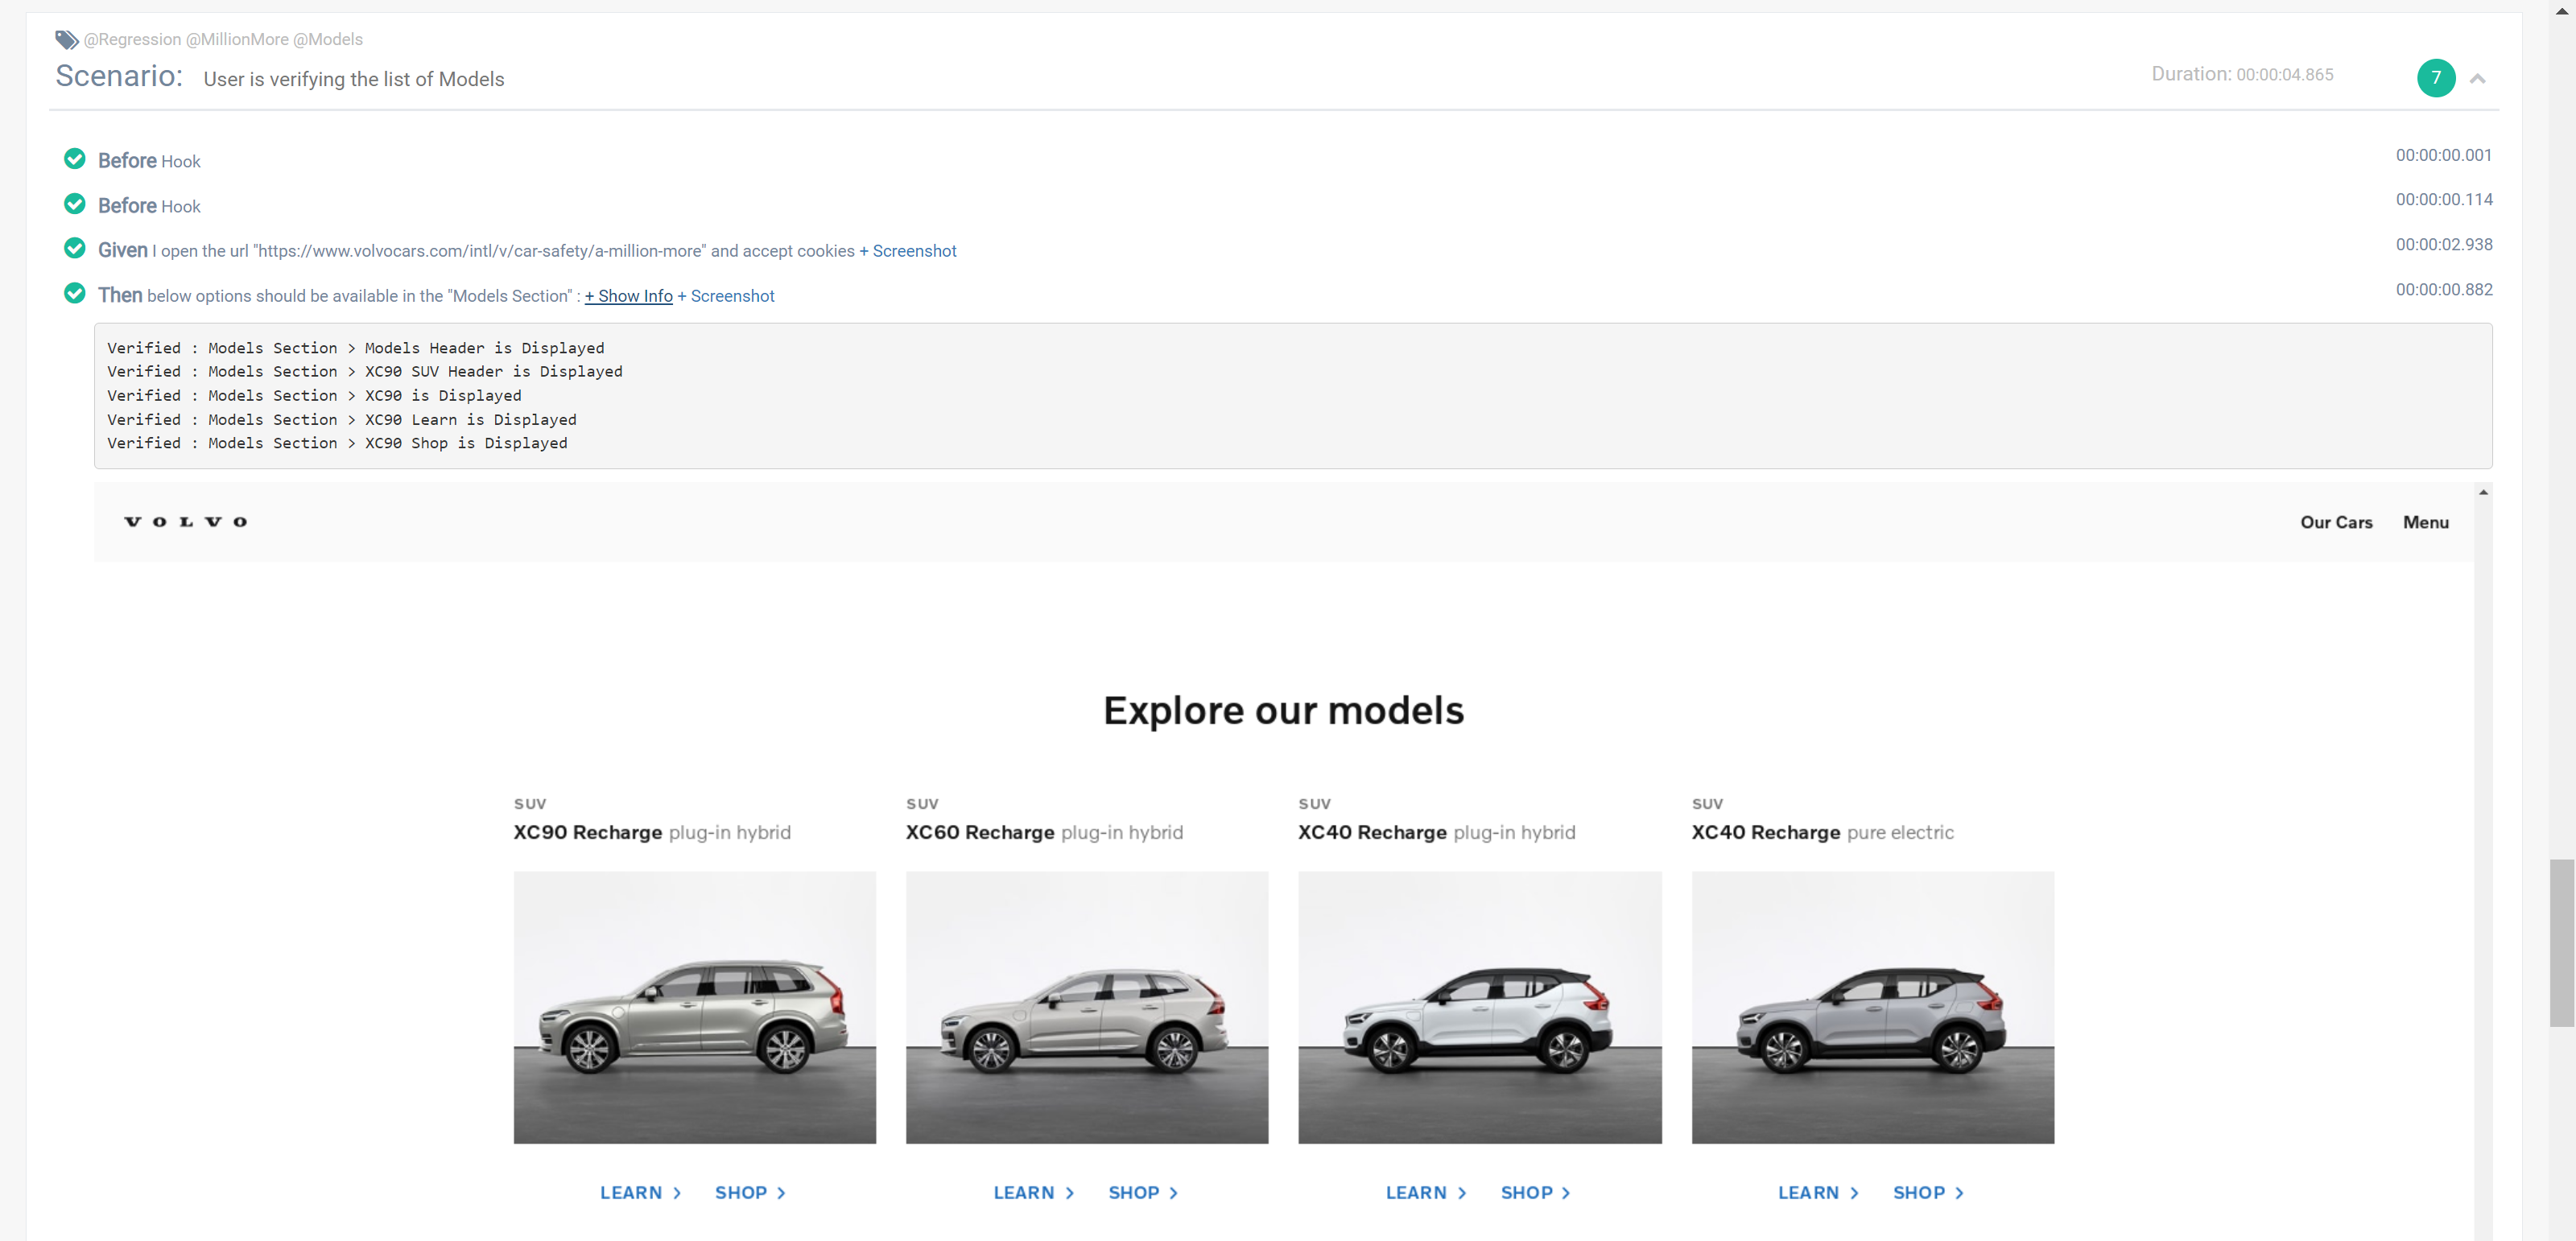 @Regression @MillionMore @Models
Scenario: User is verifying the list of Models
Duration: 00:00:04.865
7
Before Hook 00:00:00.001
Before Hook 00:00:00.114
Given I open the url "https://www.volvocars.com/intl/v/car-safety/a-million-more" and accept cookies + Screenshot 00:00:02.938
Then below options should be available in the "Models Section" : + Show Info + Screenshot 00:00:00.882
Verified : Models Section > Models Header is Displayed
Verified : Models Section > XC90 SUV Header is Displayed
Verified : Models Section > XC90 is Displayed
Verified : Models Section > XC90 Learn is Displayed
Verified : Models Section > XC90 Shop is Displayed
VOLVO
Our Cars Menu
Explore our models
SUV
XC90 Recharge plug-in hybrid
LEARN > SHOP >
SUV
XC60 Recharge plug-in hybrid
LEARN > SHOP >
SUV
XC40 Recharge plug-in hybrid
LEARN > SHOP >
SUV
XC40 Recharge pure electric
LEARN > SHOP >